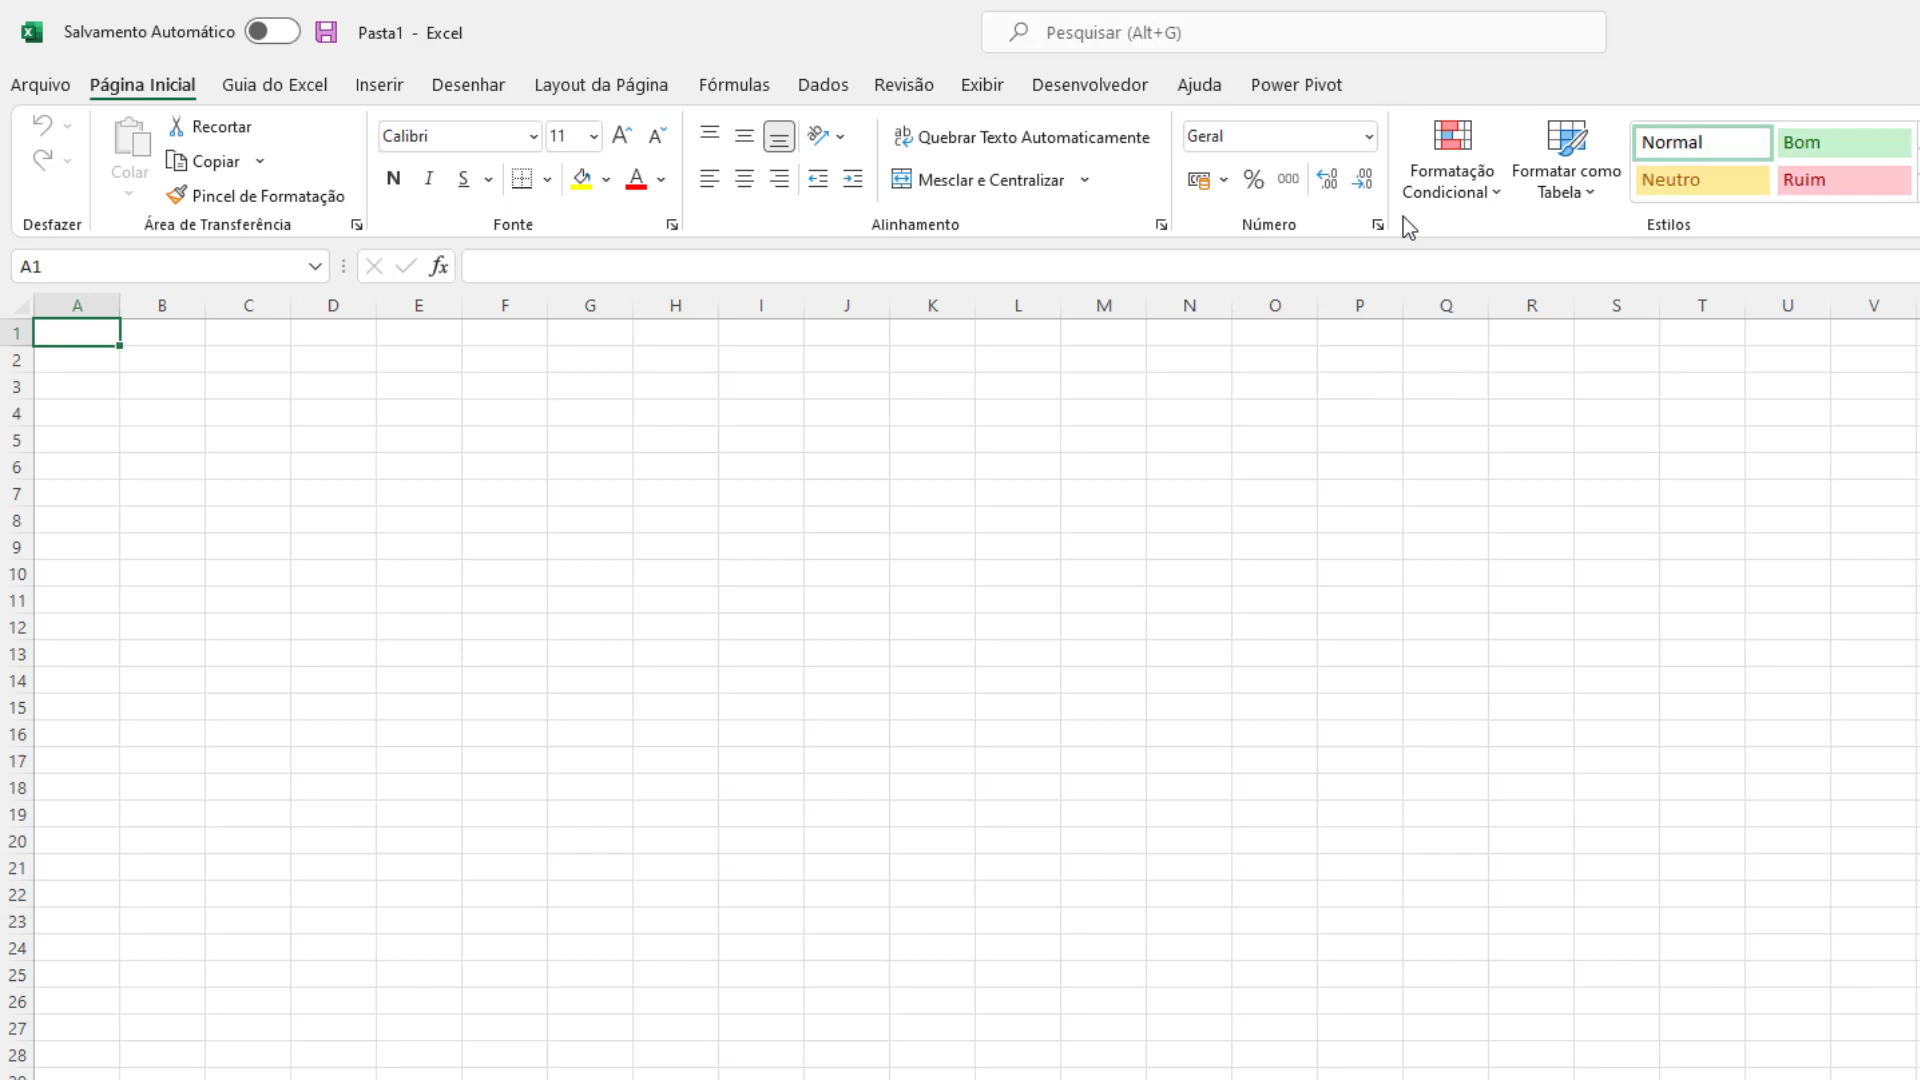 Salvamento Automático Pasta1 - Excel Pesquisar (Alt+G)
Arquivo Página Inicial Guia do Excel Inserir Desenhar Layout da Página Fórmulas Dados Revisão Exibir Desenvolvedor Ajuda Power Pivot
Colar
Recortar
Copiar
Pincel de Formatação
Calibri 11
N I S
Quebrar Texto Automaticamente
Mesclar e Centralizar
Geral
% 000
Formatação Condicional
Formatar como Tabela
Normal Bom
Neutro Ruim
Desfazer Área de Transferência Fonte Alinhamento Número Estilos
A1 fx
A B C D E F G H I J K L M N O P Q R S T U V
1
2
3
4
5
6
7
8
9
10
11
12
13
14
15
16
17
18
19
20
21
22
23
24
25
26
27
28